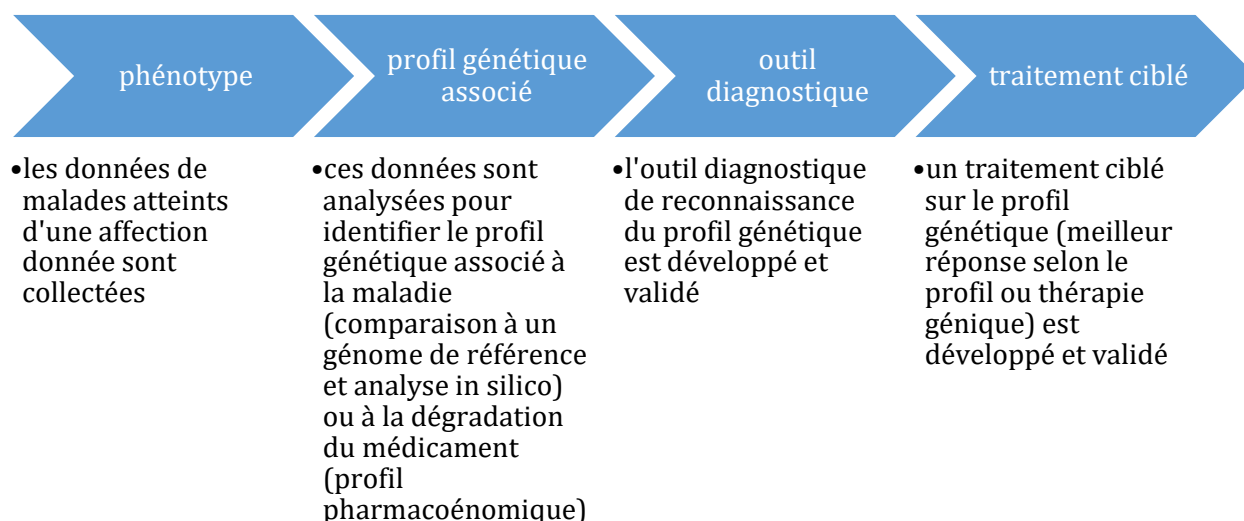 phénotype
•les données de
malades atteints
d'une affection
donnée sont
collectées
profil génétique
associé
•ces données sont
analysées pour
identifier le profil
génétique associé à
la maladie
(comparaison à un
génome de référence
et analyse in silico)
ou à la dégradation
du médicament
(profil
pharmacoénomique)
outil
diagnostique
•l'outil diagnostique
de reconnaissance
du profil génétique
est développé et
validé
traitement ciblé
•un traitement ciblé
sur le profil
génétique (meilleur
réponse selon le
profil ou thérapie
génique) est
développé et validé